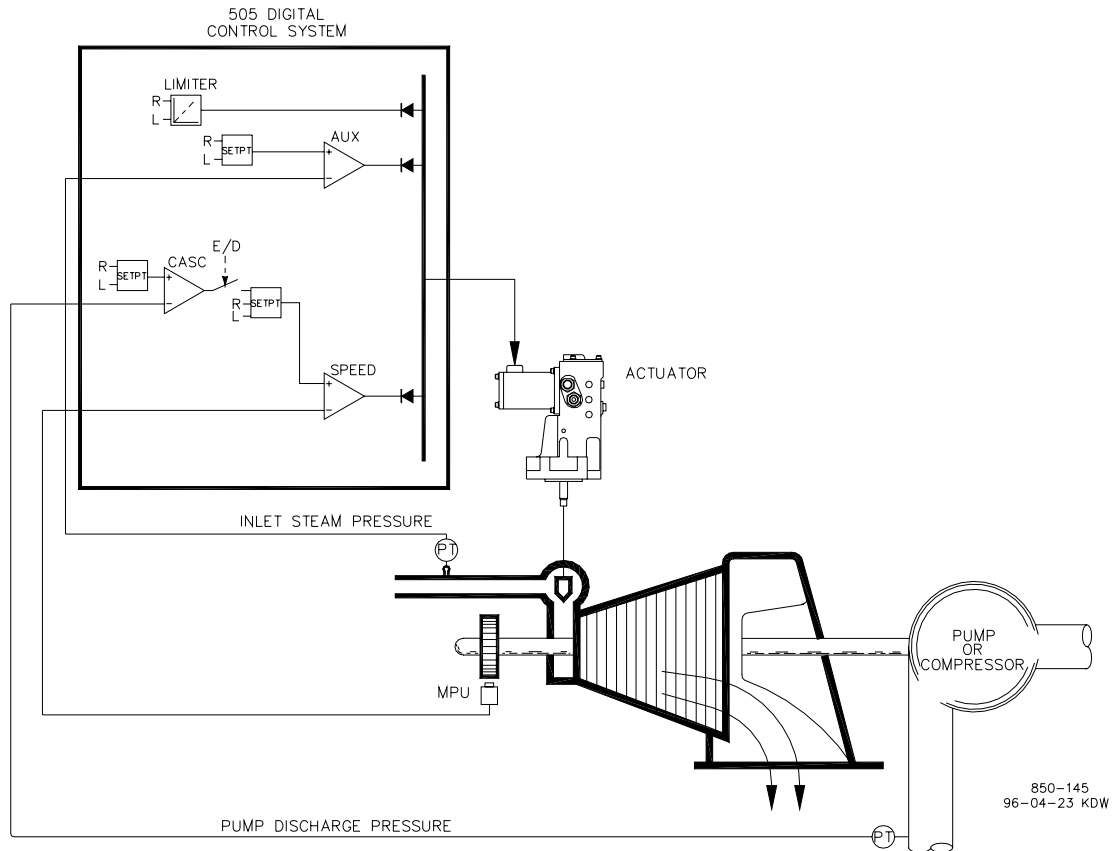 505 DIGITAL
CONTROL SYSTEM
LIMITER
R
L
AUX
R
SETPT
L
+
−
E/D
CASC
R
SETPT
L
+
−
R
SETPT
L
SPEED
+
−
ACTUATOR
INLET STEAM PRESSURE
PT
MPU
PUMP
OR
COMPRESSOR
PUMP DISCHARGE PRESSURE
PT
850-145
96-04-23 KDW